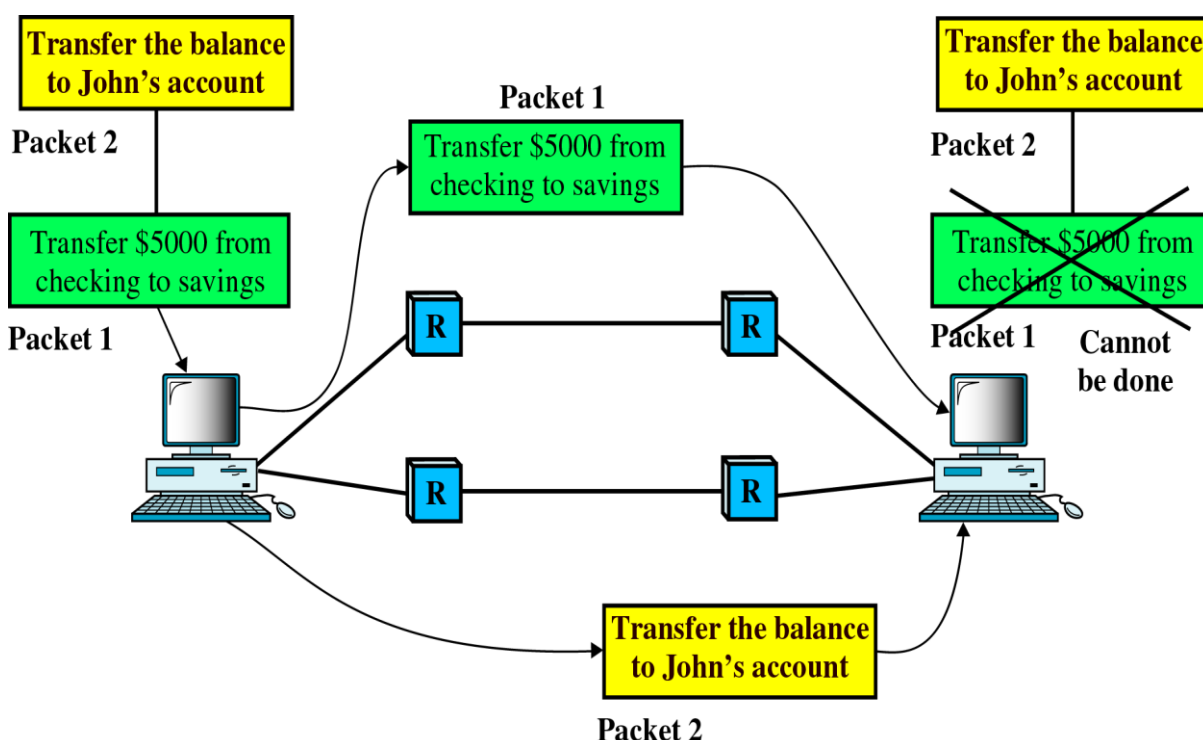 Transfer the balance
to John’s account
Packet 2
Transfer $5000 from
checking to savings
Packet 1
Packet 1
Transfer $5000 from
checking to savings
R
R
R
R
Transfer the balance
to John’s account
Packet 2
Transfer the balance
to John’s account
Packet 2
Transfer $5000 from
checking to savings
Packet 1
Cannot
be done